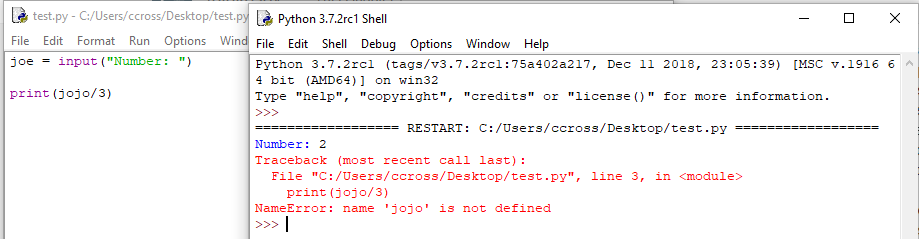 test.py - C:/Users/ccross/Desktop/test.py
File Edit Format Run Options Window
joe = input("Number: ")
print(jojo/3)
Python 3.7.2rc1 Shell
File Edit Shell Debug Options Window Help
Python 3.7.2rc1 (tags/v3.7.2rc1:75a402a217, Dec 11 2018, 23:05:39) [MSC v.1916 6
4 bit (AMD64)] on win32
Type "help", "copyright", "credits" or "license()" for more information.
>>>
================== RESTART: C:/Users/ccross/Desktop/test.py ==================
Number: 2
Traceback (most recent call last):
  File "C:/Users/ccross/Desktop/test.py", line 3, in <module>
    print(jojo/3)
NameError: name 'jojo' is not defined
>>>